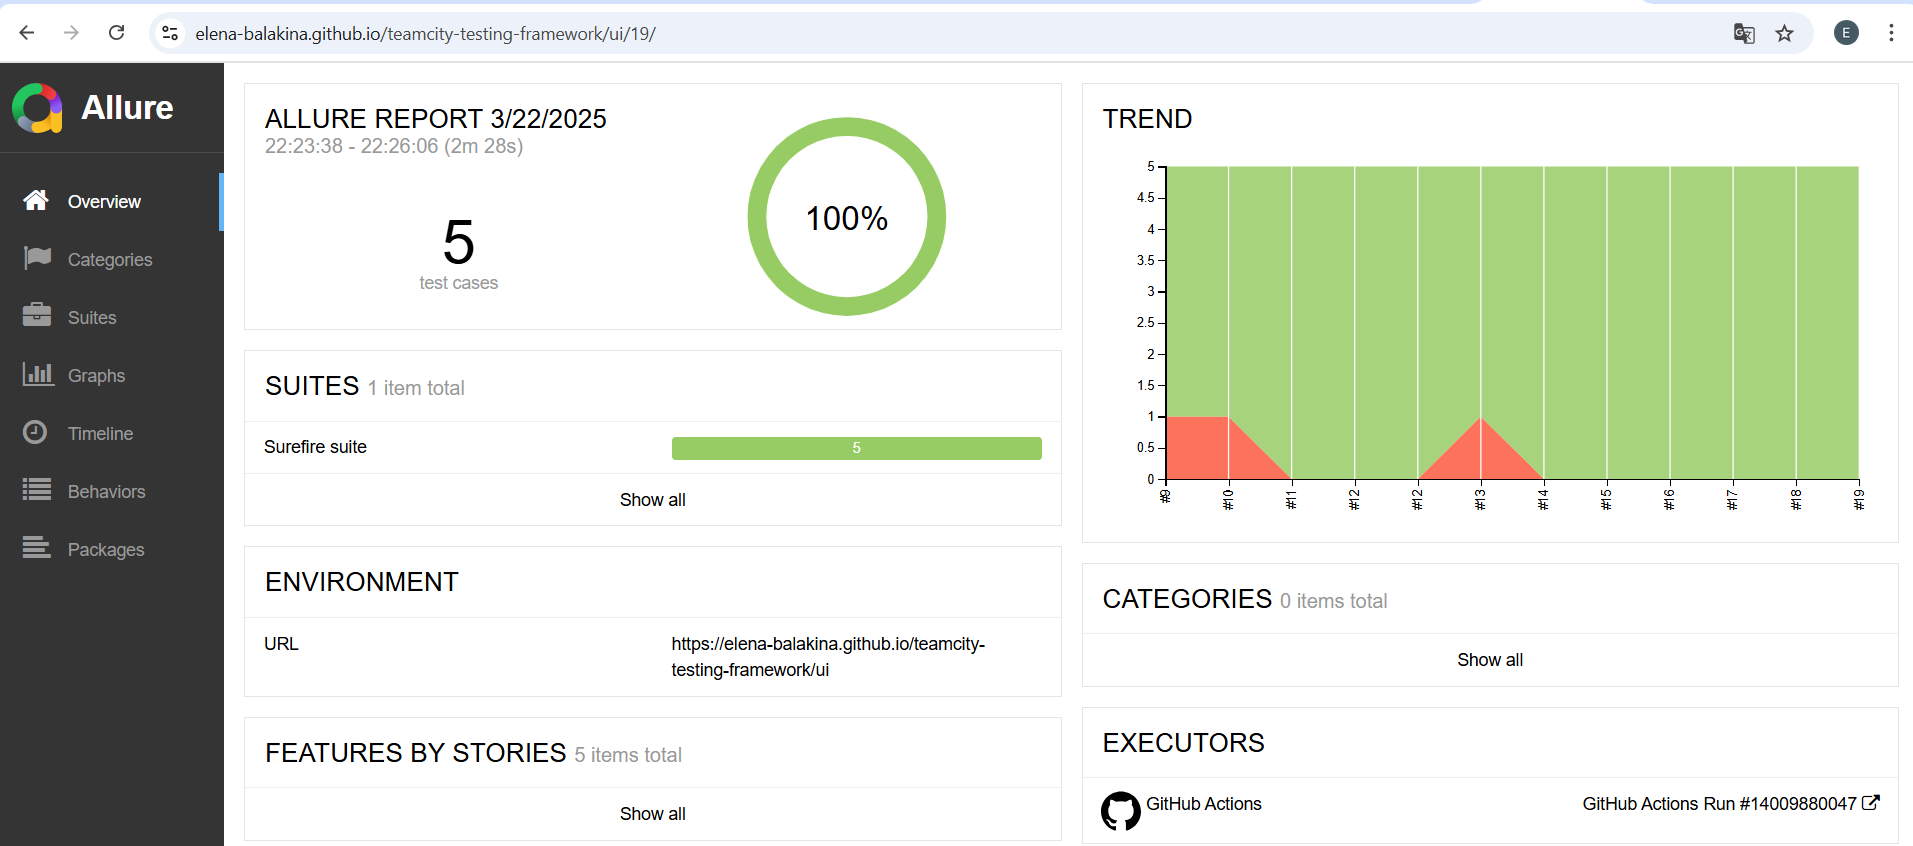 elena-balakina.github.io/teamcity-testing-framework/ui/19/
E
Allure
Overview
Categories
Suites
Graphs
Timeline
Behaviors
Packages
ALLURE REPORT 3/22/2025
22:23:38 - 22:26:06 (2m 28s)
5
test cases
100%
SUITES 1 item total
Surefire suite
5
Show all
ENVIRONMENT
URL
https://elena-balakina.github.io/teamcity-
testing-framework/ui
FEATURES BY STORIES 5 items total
Show all
TREND
5
4.5
4
3.5
3
2.5
2
1.5
1
0.5
0
#9
#10
#11
#12
#12
#13
#14
#15
#16
#17
#18
#19
CATEGORIES 0 items total
Show all
EXECUTORS
GitHub Actions
GitHub Actions Run #14009880047